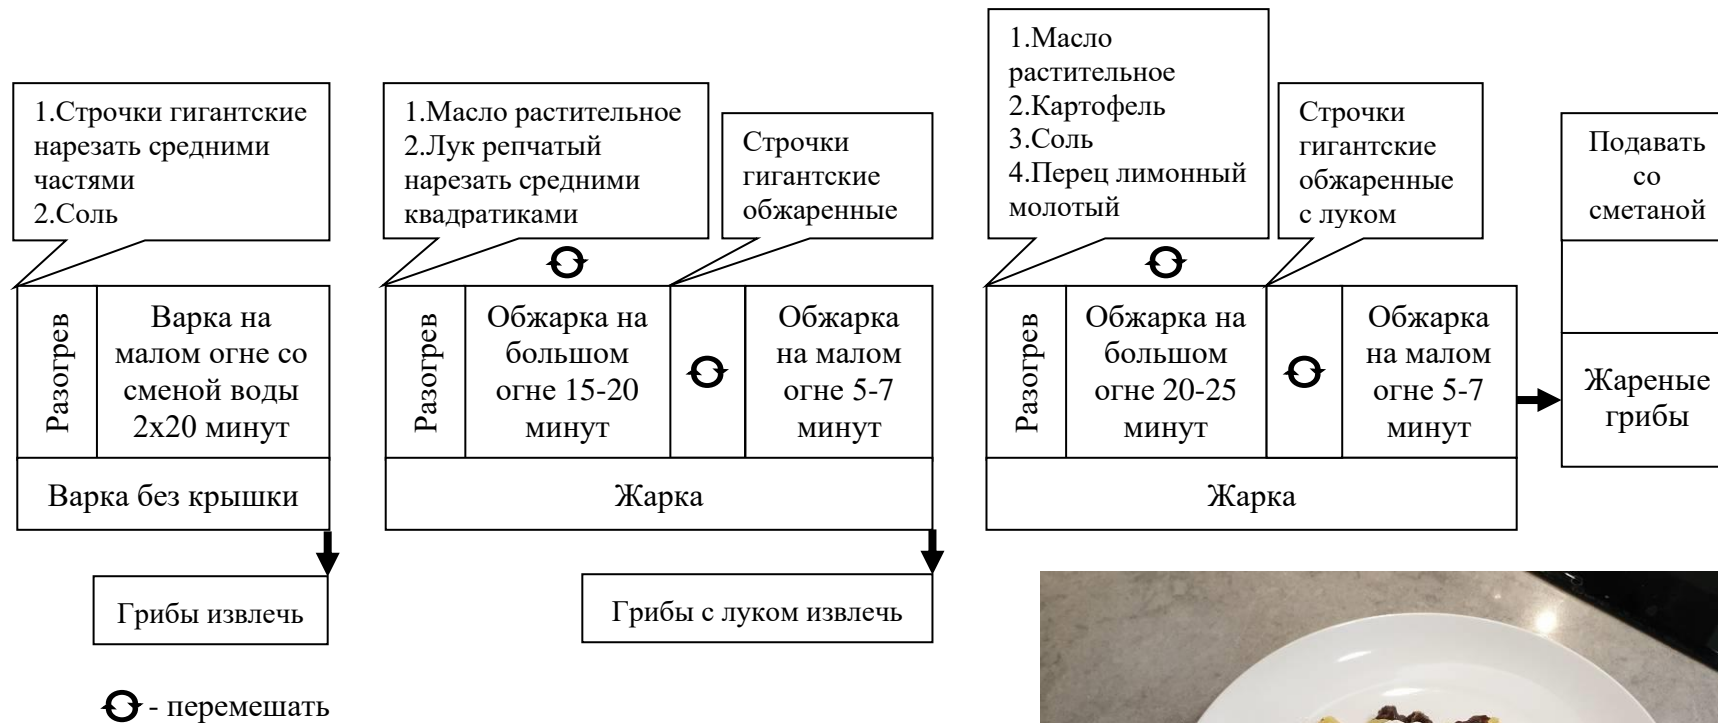 1.Строчки гигантские
нарезать средними
частями
2.Соль
Разогрев
Варка на
малом огне со
сменой воды
2х20 минут
Варка без крышки
Грибы извлечь
1.Масло растительное
2.Лук репчатый
нарезать средними
квадратиками
Строчки
гигантские
обжаренные
Разогрев
Обжарка на
большом
огне 15-20
минут
Обжарка
на малом
огне 5-7
минут
Жарка
Грибы с луком извлечь
1.Масло
растительное
2.Картофель
3.Соль
4.Перец лимонный
молотый
Строчки
гигантские
обжаренные
с луком
Разогрев
Обжарка на
большом
огне 20-25
минут
Обжарка
на малом
огне 5-7
минут
Жарка
Подавать
со
сметаной
Жареные
грибы
- перемешать